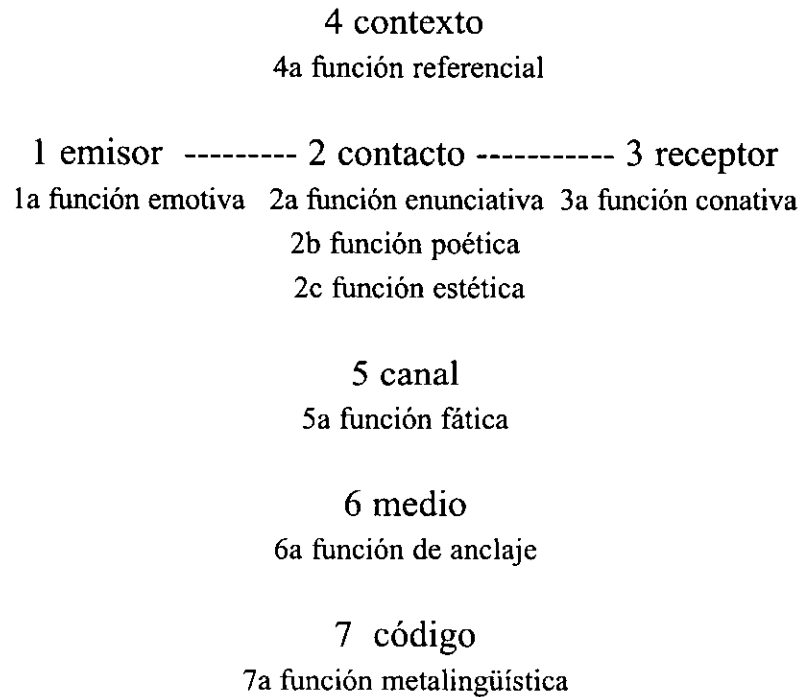 4 contexto
4a función referencial
1 emisor --------- 2 contacto ----------- 3 receptor
1a función emotiva 2a función enunciativa 3a función conativa
2b función poética
2c función estética
5 canal
5a función fática
6 medio
6a función de anclaje
7 código
7a función metalingüística